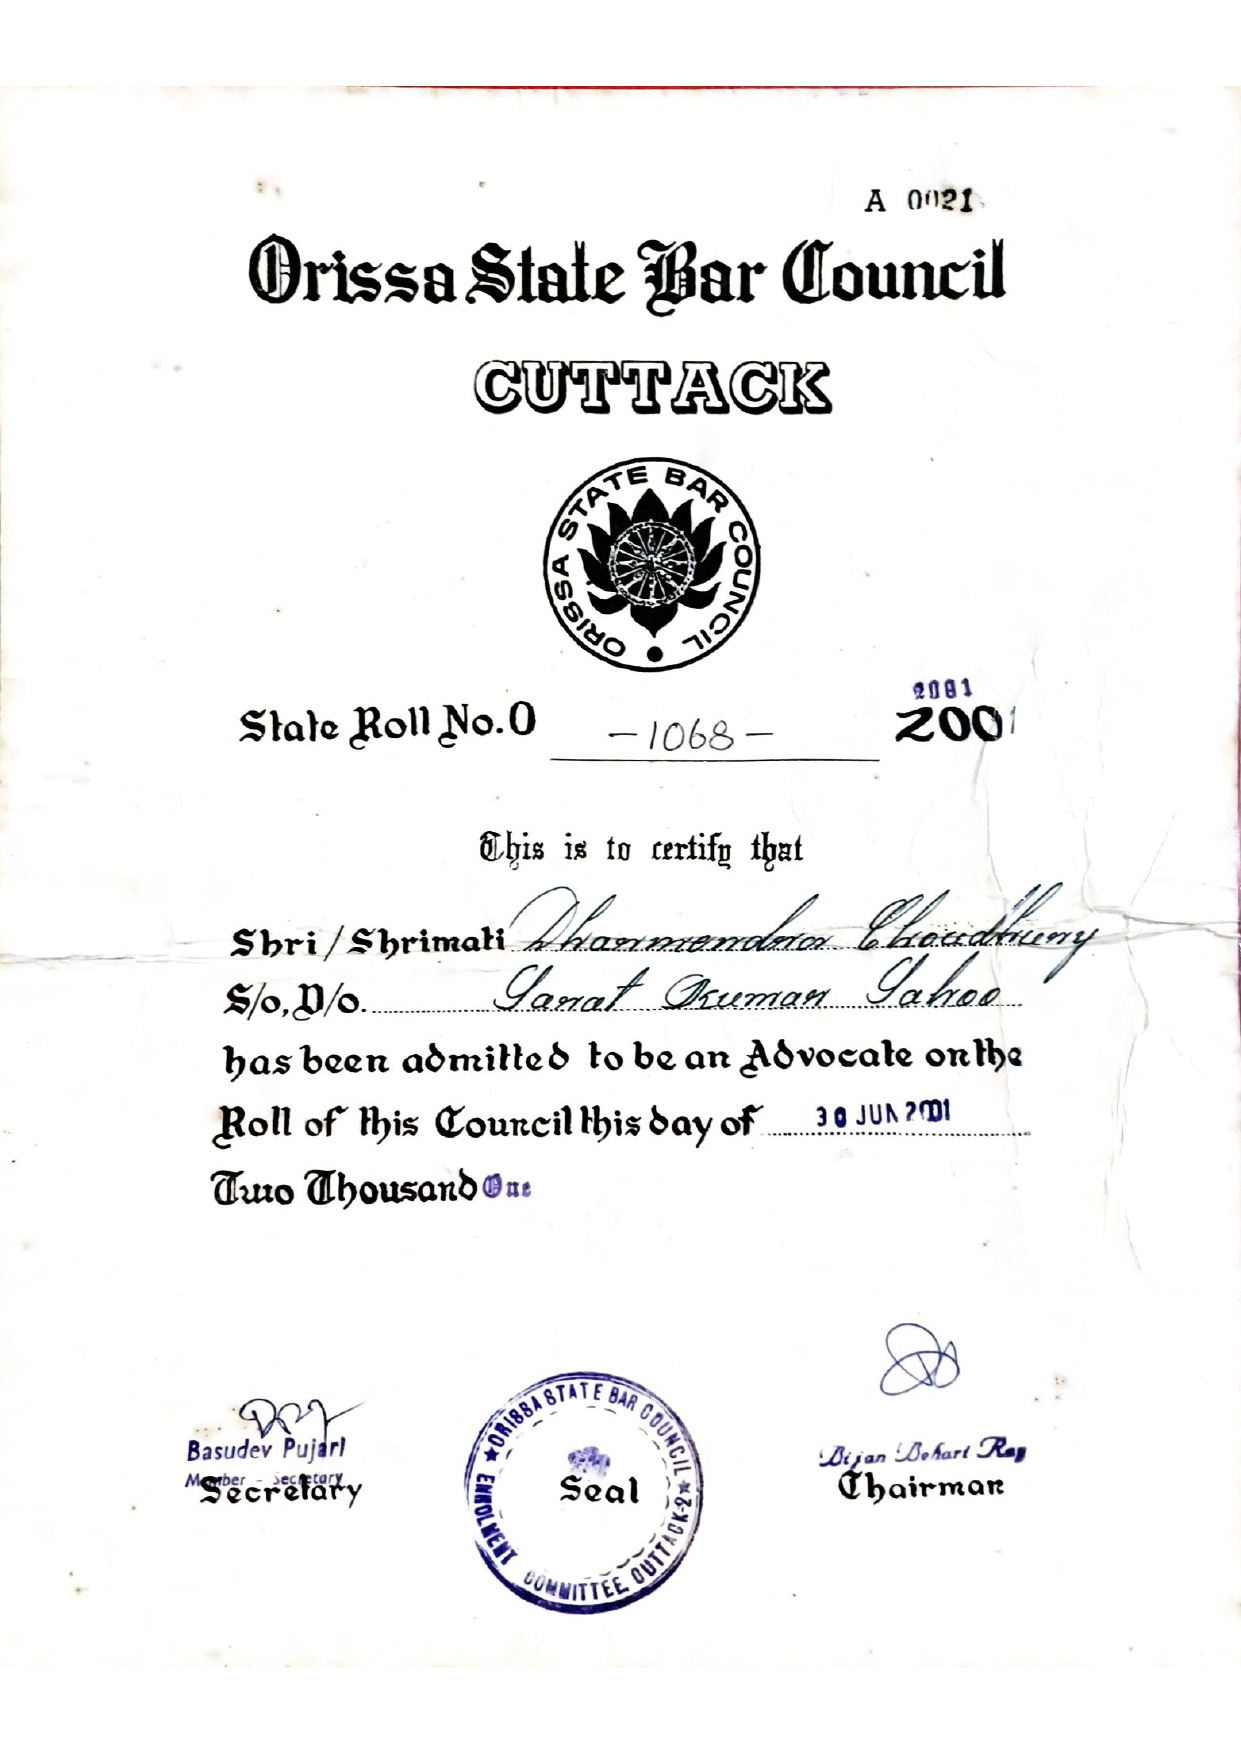 A 0021
Orissa State Bar Council
CUTTACK
ORISSA STATE BAR COUNCIL
2001
State Roll No.O -1068- 2001
This is to certify that
Shri/Shrimati Dharmendra Choudhury
S/o, D/o. Sarat Kumar Sahoo
has been admitted to be an Advocate on the
Roll of this Council this day of 30 JUN 2001
Two Thousand One
Basudev Pujari
Member - Secretary
Secretary
ORISSA STATE BAR COUNCIL
ENROLMENT COMMITTEE, CUTTACK-2
Seal
Bijan Behari Ray
Chairman